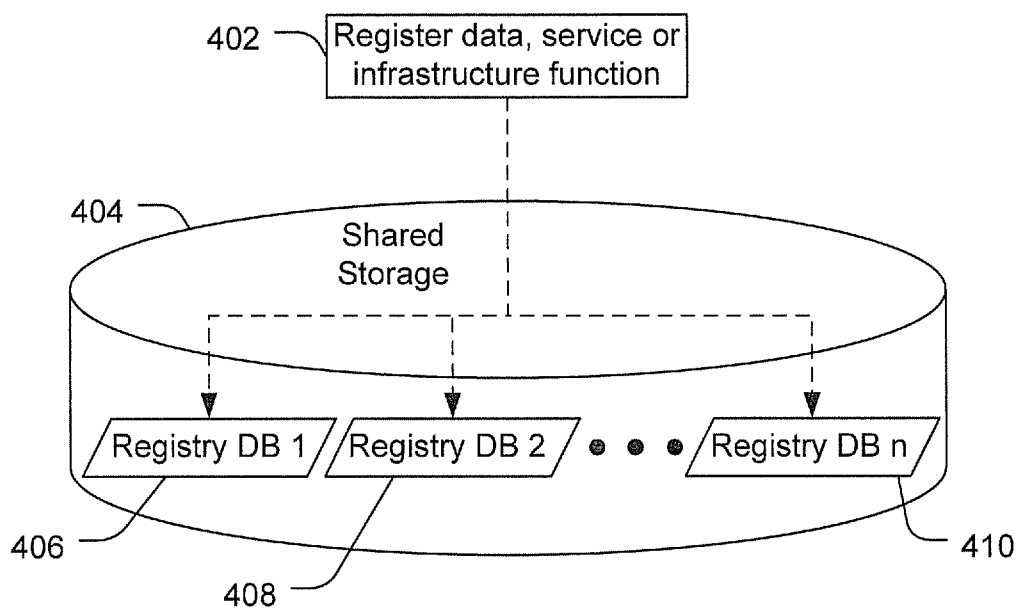 402
Register data, service or
infrastructure function
404
Shared
Storage
Registry DB 1
Registry DB 2
Registry DB n
406
408
410